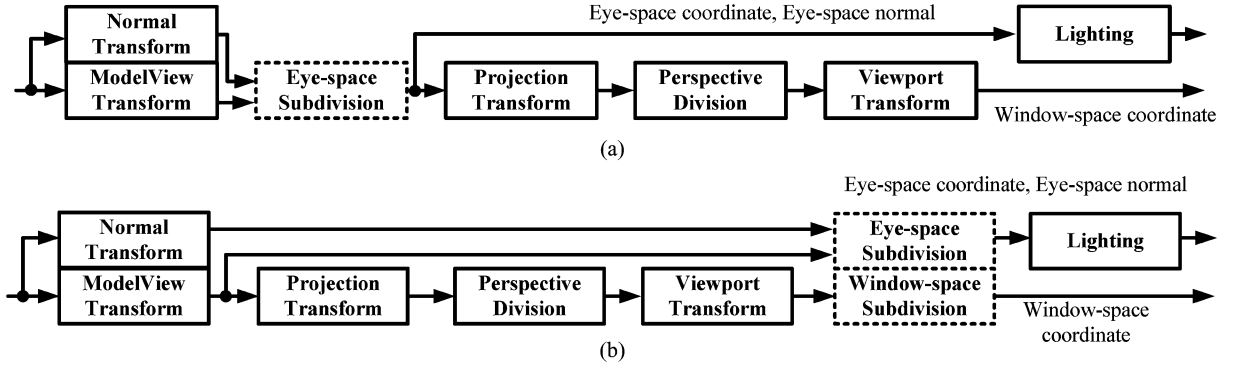 Eye-space coordinate, Eye-space normal
Normal
Transform
ModelView
Transform
Eye-space
Subdivision
Projection
Transform
Perspective
Division
Viewport
Transform
Lighting
Window-space coordinate
(a)
Eye-space coordinate, Eye-space normal
Normal
Transform
ModelView
Transform
Projection
Transform
Perspective
Division
Viewport
Transform
Eye-space
Subdivision
Window-space
Subdivision
Lighting
Window-space
coordinate
(b)